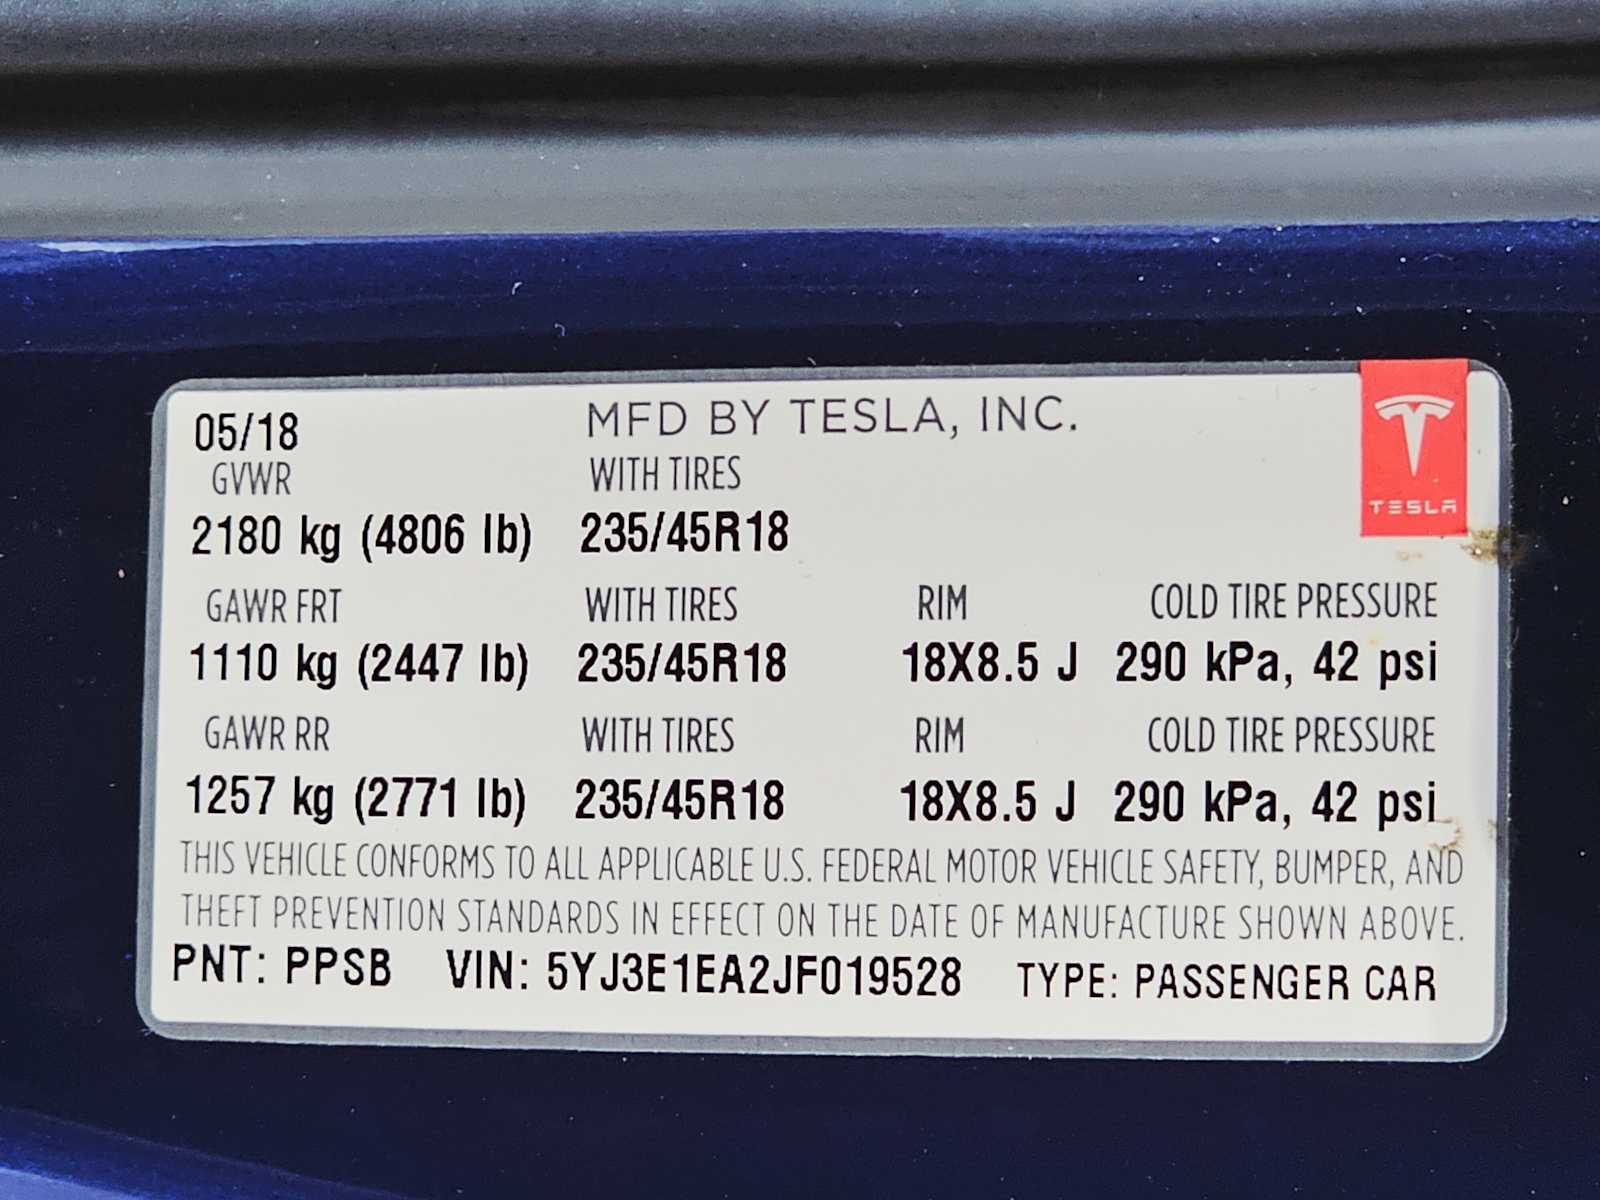 05/18 MFD BY TESLA, INC.
GVWR WITH TIRES
2180 kg (4806 lb) 235/45R18
TESLA
GAWR FRT WITH TIRES RIM COLD TIRE PRESSURE
1110 kg (2447 lb) 235/45R18 18X8.5 J 290 kPa, 42 psi
GAWR RR WITH TIRES RIM COLD TIRE PRESSURE
1257 kg (2771 lb) 235/45R18 18X8.5 J 290 kPa, 42 psi
THIS VEHICLE CONFORMS TO ALL APPLICABLE U.S. FEDERAL MOTOR VEHICLE SAFETY, BUMPER, AND
THEFT PREVENTION STANDARDS IN EFFECT ON THE DATE OF MANUFACTURE SHOWN ABOVE.
PNT: PPSB VIN: 5YJ3E1EA2JF019528 TYPE: PASSENGER CAR